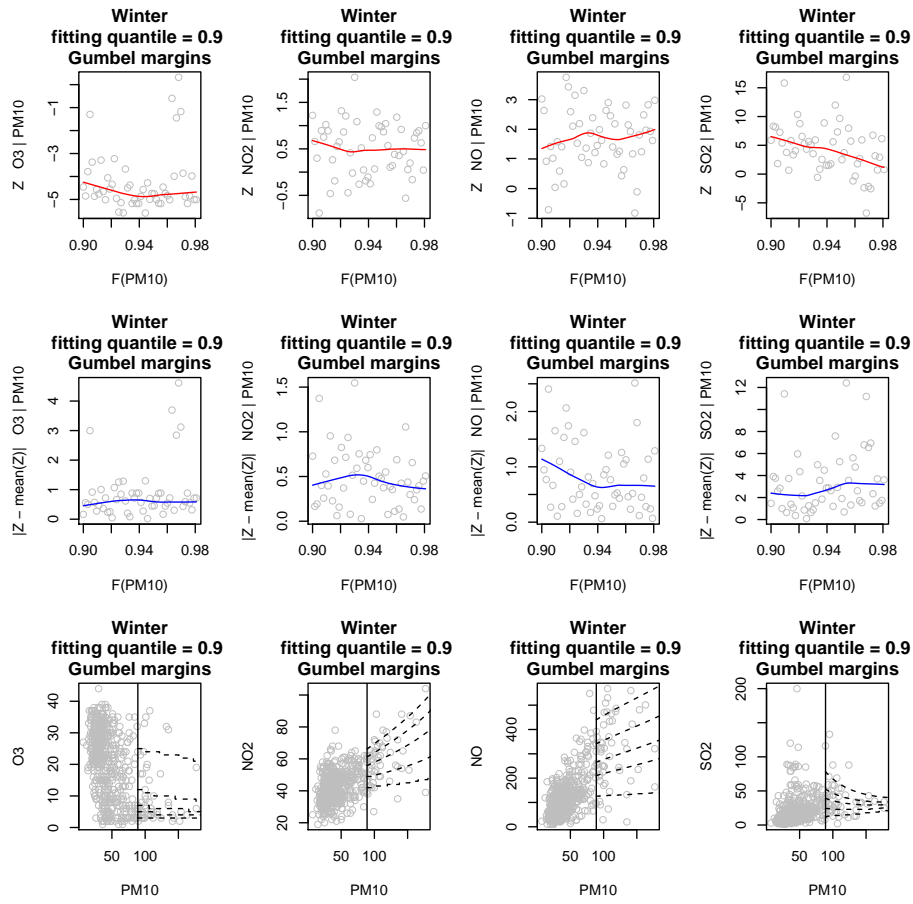 Winter
fitting quantile = 0.9
Gumbel margins
Z O3 | PM10
−5 −3 −1
0.90 0.94 0.98
F(PM10)
Winter
fitting quantile = 0.9
Gumbel margins
Z NO2 | PM10
−0.5 0.5 1.5
0.90 0.94 0.98
F(PM10)
Winter
fitting quantile = 0.9
Gumbel margins
Z NO | PM10
−1 0 1 2 3
0.90 0.94 0.98
F(PM10)
Winter
fitting quantile = 0.9
Gumbel margins
Z SO2 | PM10
−5 0 5 10 15
0.90 0.94 0.98
F(PM10)
Winter
fitting quantile = 0.9
Gumbel margins
|Z − mean(Z)| O3 | PM10
0 1 2 3 4
0.90 0.94 0.98
F(PM10)
Winter
fitting quantile = 0.9
Gumbel margins
|Z − mean(Z)| NO2 | PM10
0.0 0.5 1.0 1.5
0.90 0.94 0.98
F(PM10)
Winter
fitting quantile = 0.9
Gumbel margins
|Z − mean(Z)| NO | PM10
0.0 1.0 2.0
0.90 0.94 0.98
F(PM10)
Winter
fitting quantile = 0.9
Gumbel margins
|Z − mean(Z)| SO2 | PM10
0 2 4 6 8 12
0.90 0.94 0.98
F(PM10)
Winter
fitting quantile = 0.9
Gumbel margins
O3
0 10 20 30 40
50 100
PM10
Winter
fitting quantile = 0.9
Gumbel margins
NO2
20 40 60 80
50 100
PM10
Winter
fitting quantile = 0.9
Gumbel margins
NO
0 200 400
50 100
PM10
Winter
fitting quantile = 0.9
Gumbel margins
SO2
0 50 100 200
50 100
PM10